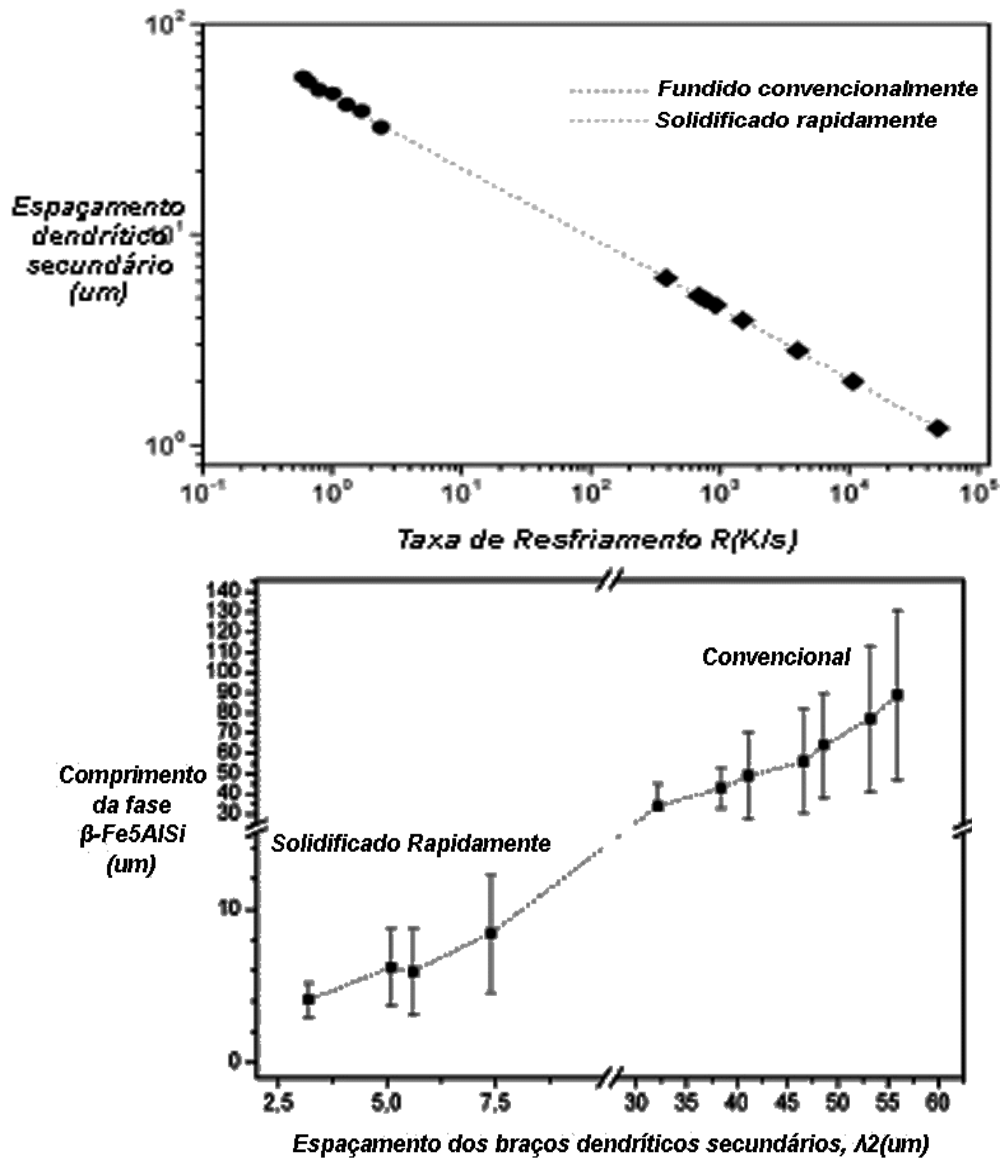 10²
Fundido convencionalmente
Solidificado rapidamente
Espaçamento
dendrítico
10¹
secundário
(um)
10⁰
10⁻¹ 10⁰ 10¹ 10² 10³ 10⁴ 10⁵
Taxa de Resfriamento R(K/s)
140
130
120
110
100
90
80
70
60
50
40
30
10
0
Convencional
Comprimento
da fase
β-Fe5AlSi
(um)
Solidificado Rapidamente
2,5 5,0 7,5 30 35 40 45 50 55 60
Espaçamento dos braços dendríticos secundários, λ2(um)